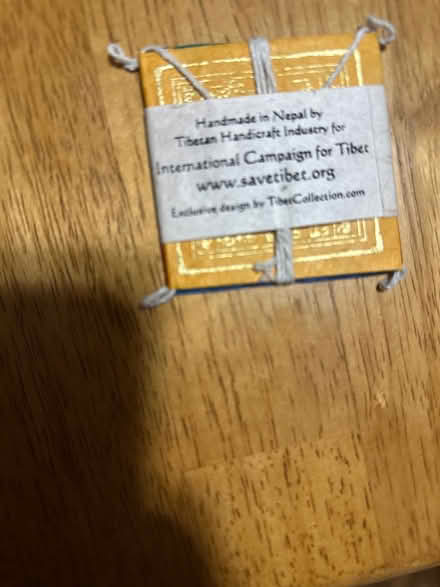 Handmade in Nepal by
Tibetan Handicraft Industry for
International Campaign for Tibet
www.savetibet.org
Exclusive design by TibetCollection.com